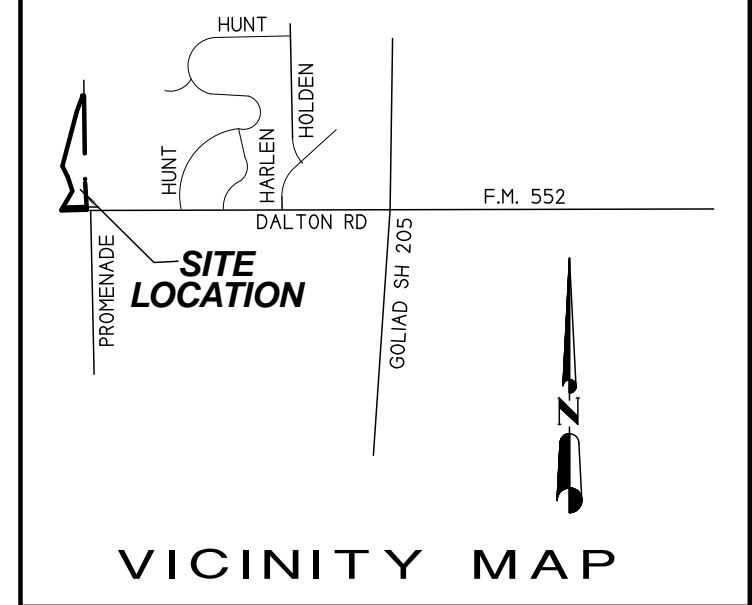 HUNT
HOLDEN
HUNT
HARLEN
F.M. 552
DALTON RD
PROMENADE
SITE
LOCATION
GOLIAD SH 205
N
VICINITY MAP